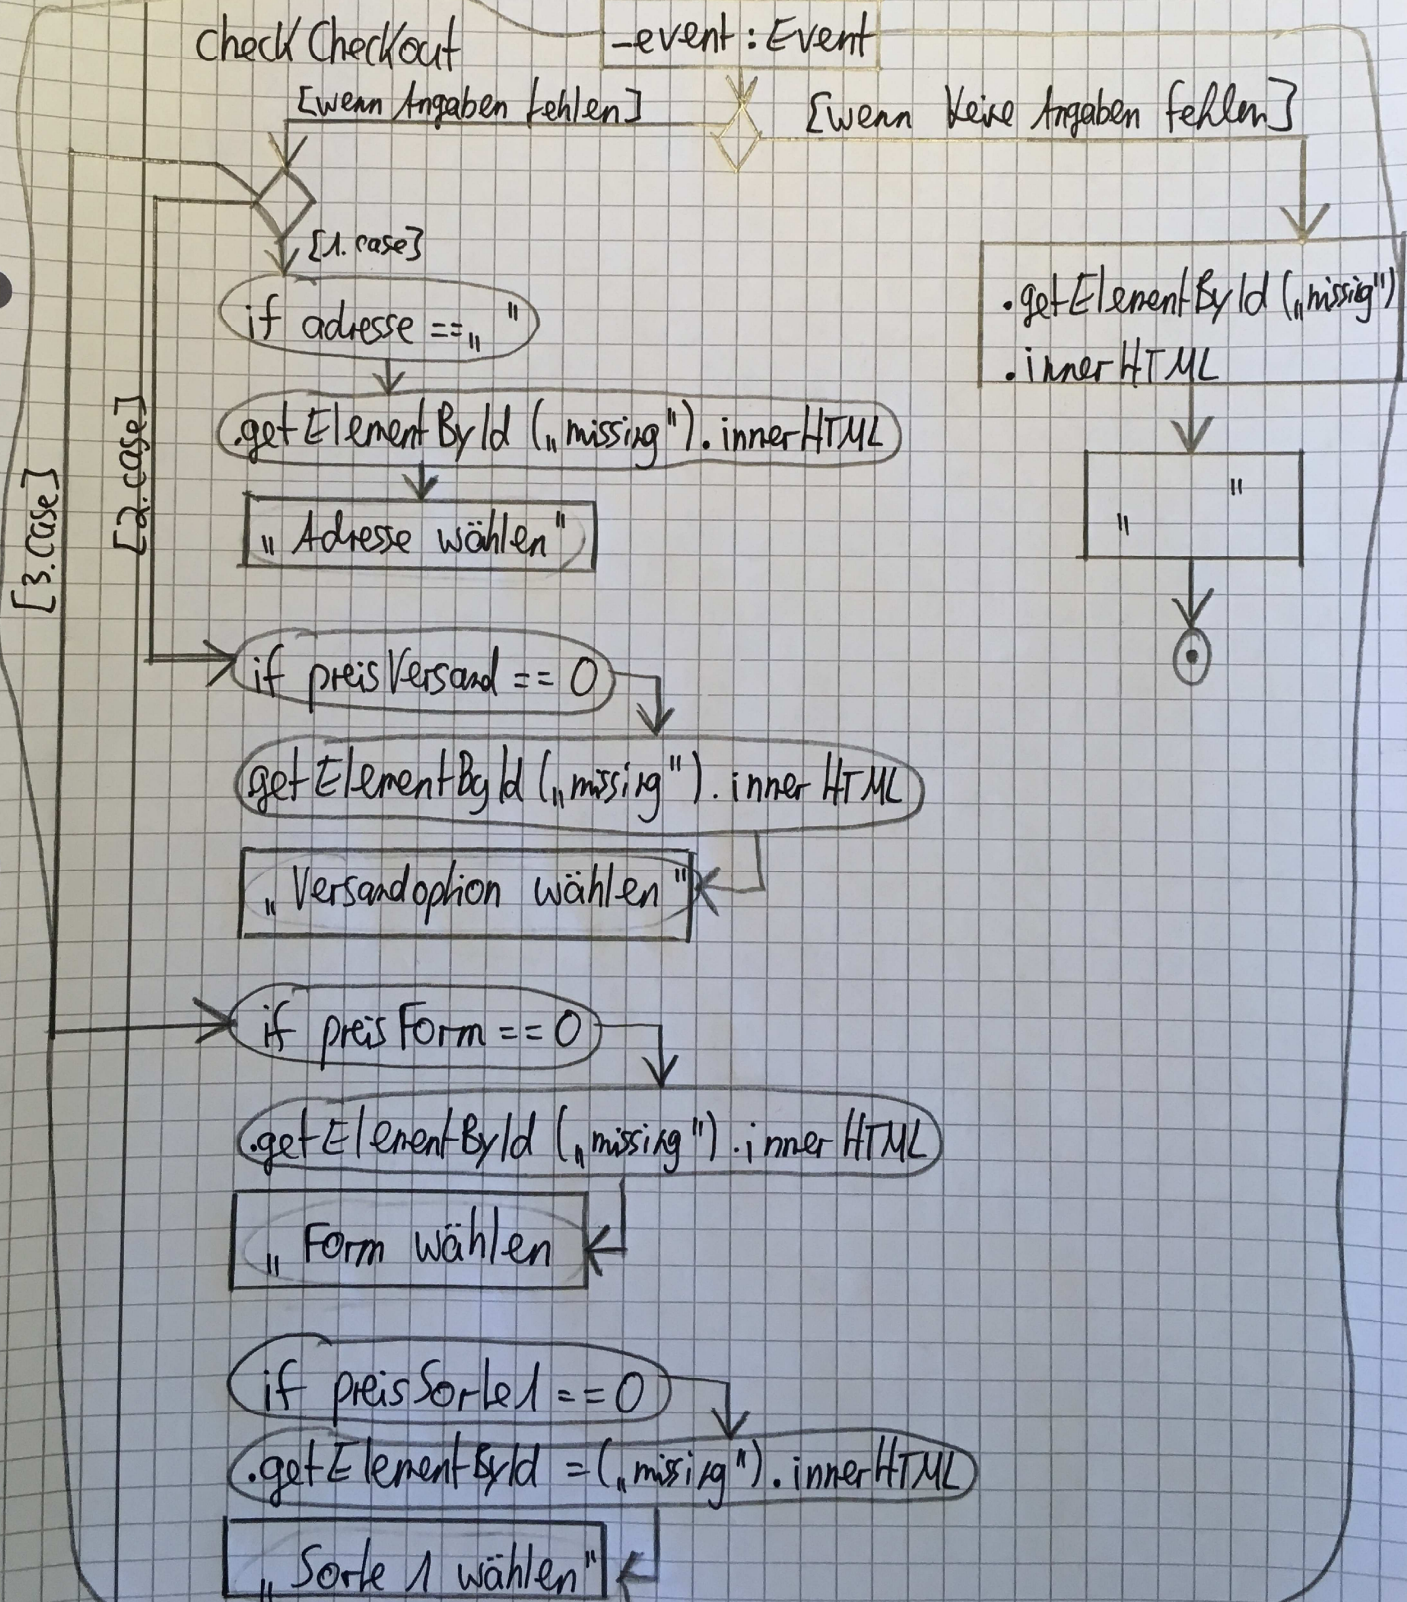 checkCheckout
_event : Event
[wenn Angaben fehlen]
[wenn keine Angaben fehlen]
[1.case]
if adresse ==„ "
.getElementById („missing")
.innerHTML
.getElementById („missing").innerHTML
[2.case]
[3.case]
„Adresse wählen"
„ "
if preisVersand == 0
getElementById („missing").innerHTML
„Versandoption wählen"
if preisForm == 0
.getElementById („missing").innerHTML
„Form wählen
if preisSorte1 == 0
.getElementById = („missing").innerHTML
„Sorte 1 wählen"